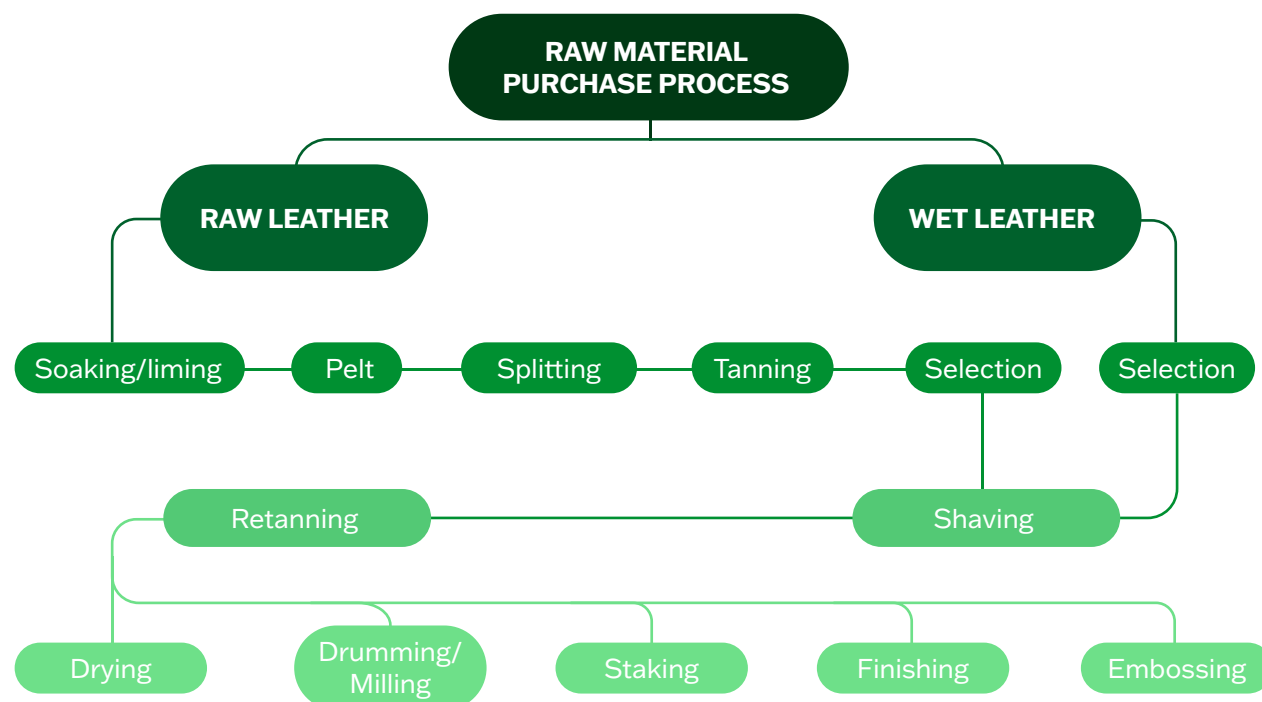 RAW MATERIAL
PURCHASE PROCESS
RAW LEATHER
WET LEATHER
Soaking/liming
Pelt
Splitting
Tanning
Selection
Selection
Retanning
Shaving
Drying
Drumming/
Milling
Staking
Finishing
Embossing